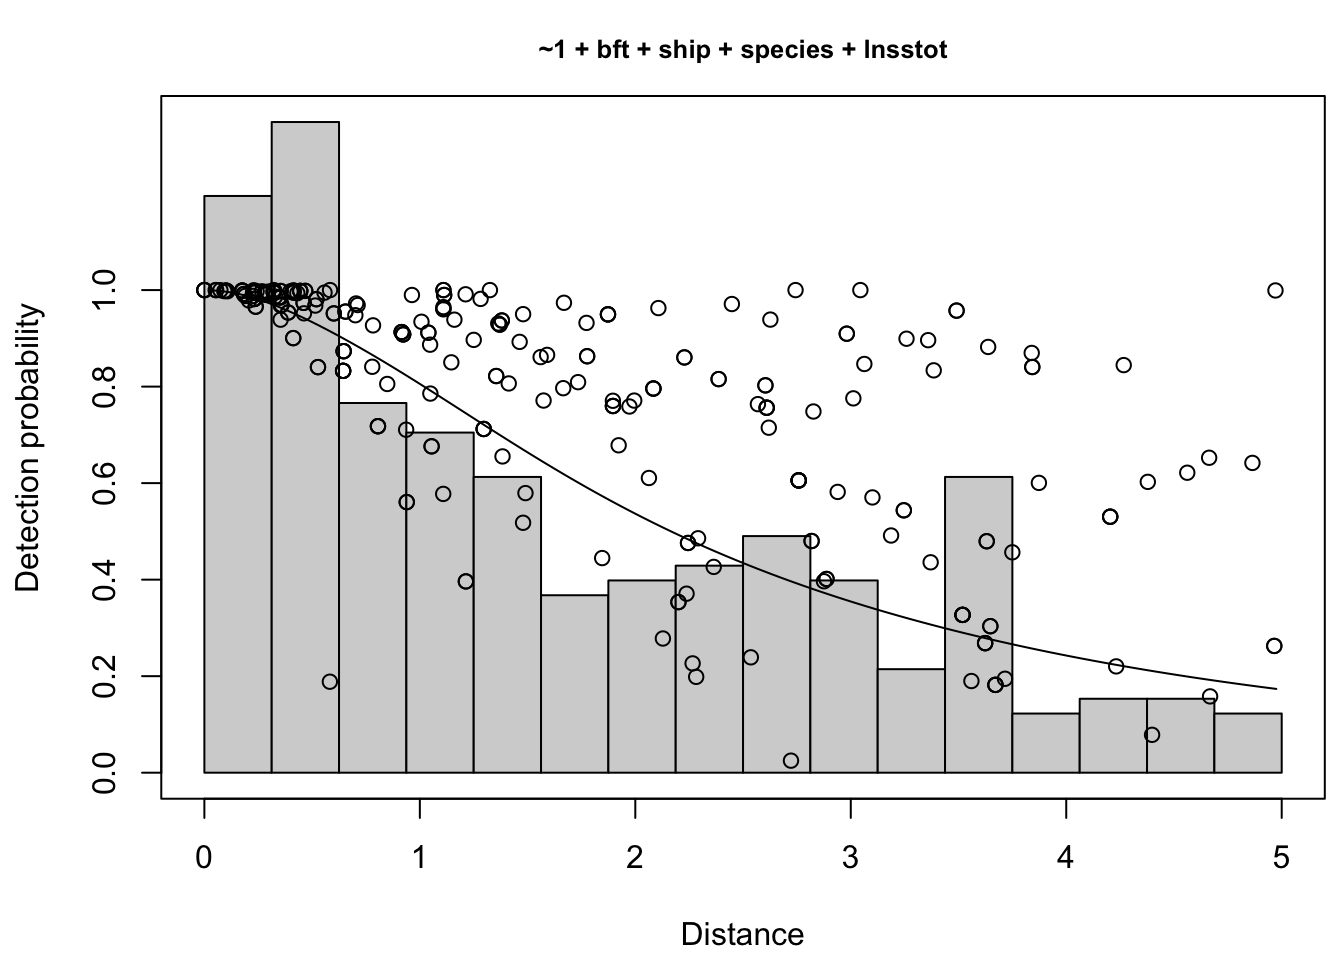 ~1 + bft + ship + species + lnsstot
Detection probability
1.0
0.8
0.6
0.4
0.2
0.0
0 1 2 3 4 5
Distance